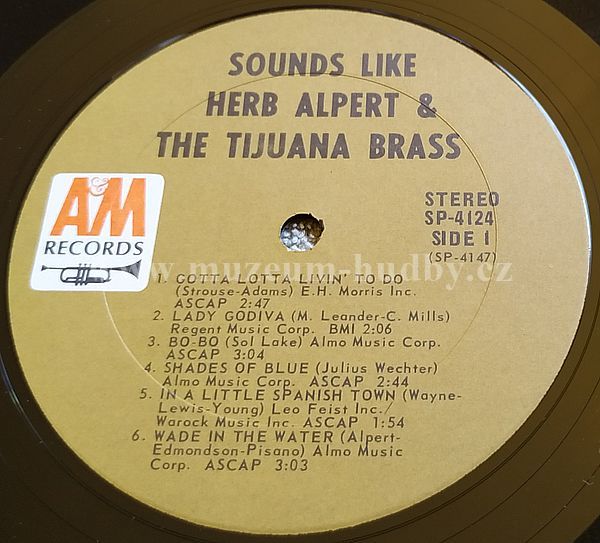 SOUNDS LIKE
HERB ALPERT &
THE TIJUANA BRASS
A&M
RECORDS
STEREO
SP-4124
SIDE 1
(SP-4147)
www.muzeum-hudby.cz
1. GOTTA LOTTA LIVIN' TO DO
(Strouse-Adams) E.H. Morris Inc.
ASCAP 2:47
2. LADY GODIVA (M. Leander-C. Mills)
Regent Music Corp. BMI 2:06
3. BO-BO (Sol Lake) Almo Music Corp.
ASCAP 3:04
4. SHADES OF BLUE (Julius Wechter)
Almo Music Corp. ASCAP 2:44
5. IN A LITTLE SPANISH TOWN (Wayne-
Lewis-Young) Leo Feist Inc./
Warock Music Inc. ASCAP 1:54
6. WADE IN THE WATER (Alpert-
Edmondson-Pisano) Almo Music
Corp. ASCAP 3:03